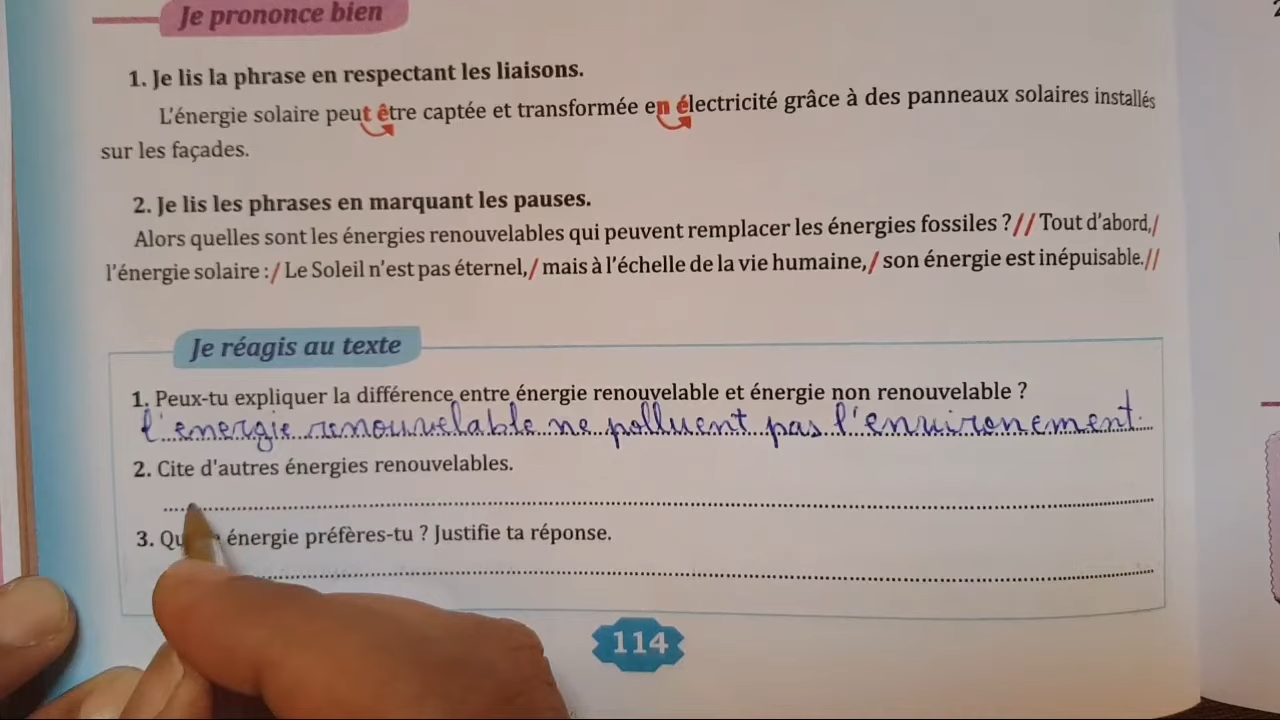 Je prononce bien
1. Je lis la phrase en respectant les liaisons.
L'énergie solaire peut être captée et transformée en électricité grâce à des panneaux solaires installés
sur les façades.
2. Je lis les phrases en marquant les pauses.
Alors quelles sont les énergies renouvelables qui peuvent remplacer les énergies fossiles ?// Tout d'abord,/
l'énergie solaire :/ Le Soleil n'est pas éternel,/ mais à l'échelle de la vie humaine,/ son énergie est inépuisable.//
Je réagis au texte
1. Peux-tu expliquer la différence entre énergie renouvelable et énergie non renouvelable ?
l'energie renouvelable ne polluent pas l'environement.
2. Cite d'autres énergies renouvelables.
3. énergie préfères-tu ? Justifie ta réponse.
114